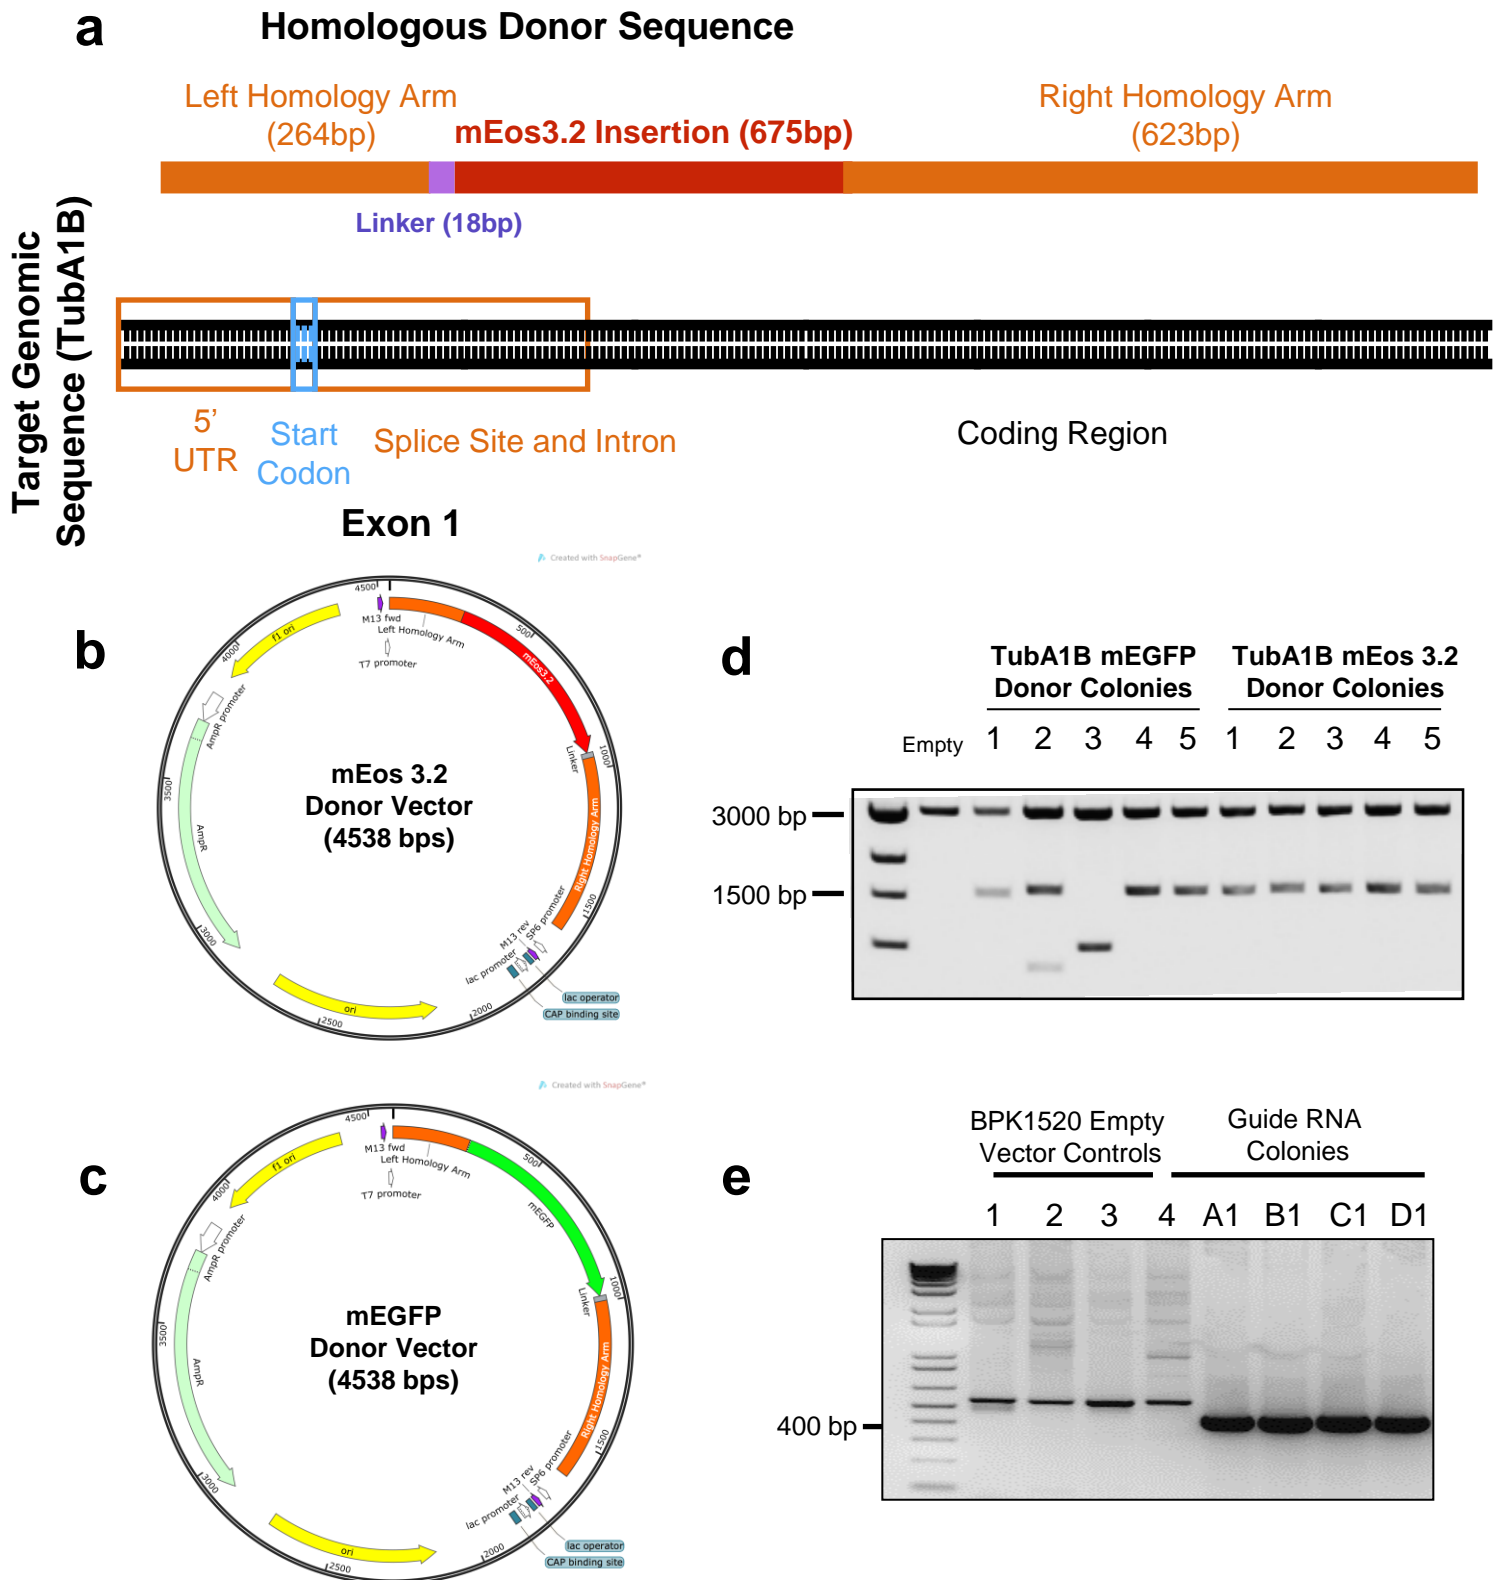 a
Homologous Donor Sequence
Left Homology Arm
(264bp)
mEos3.2 Insertion (675bp)
Right Homology Arm
(623bp)
Linker (18bp)
Target Genomic
Sequence (TubA1B)
5’
UTR
Start
Codon
Splice Site and Intron
Coding Region
Exon 1
Created with SnapGene®
b
4500
M13 fwd
Left Homology Arm
T7 promoter
500
mEos3.2
1000
Linker
Right Homology Arm
1500
SP6 promoter
M13 rev
lac promoter
lac operator
CAP binding site
2000
2500
ori
3000
AmpR
3500
AmpR promoter
4000
f1 ori
mEos 3.2
Donor Vector
(4538 bps)
Created with SnapGene®
c
4500
M13 fwd
Left Homology Arm
T7 promoter
500
mEGFP
1000
Linker
Right Homology Arm
1500
SP6 promoter
M13 rev
lac promoter
lac operator
CAP binding site
2000
2500
ori
3000
AmpR
3500
AmpR promoter
4000
f1 ori
mEGFP
Donor Vector
(4538 bps)
d
TubA1B mEGFP
Donor Colonies
TubA1B mEos 3.2
Donor Colonies
Empty 1 2 3 4 5 1 2 3 4 5
3000 bp
1500 bp
e
BPK1520 Empty
Vector Controls
Guide RNA
Colonies
1 2 3 4 A1 B1 C1 D1
400 bp